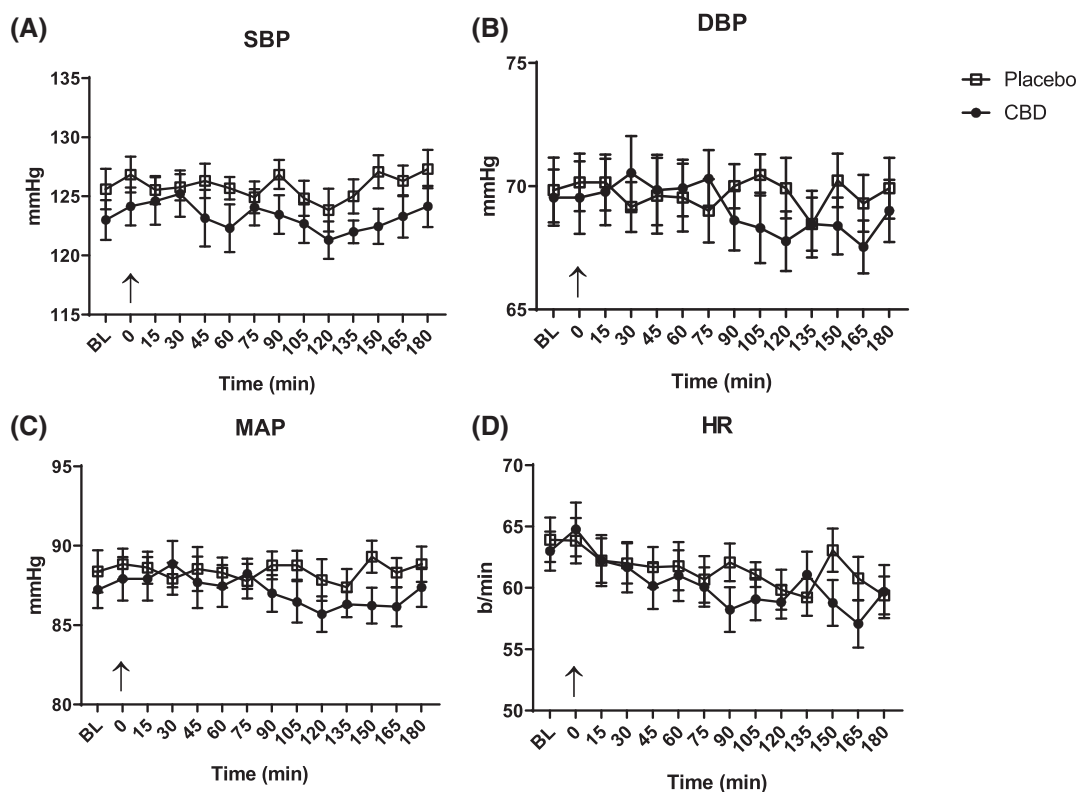 (A)
SBP
mmHg
135
130
125
120
115
BL 0 15 30 45 60 75 90 105 120 135 150 165 180
Time (min)
(B)
DBP
mmHg
75
70
65
BL 0 15 30 45 60 75 90 105 120 135 150 165 180
Time (min)
Placebo
CBD
(C)
MAP
mmHg
95
90
85
80
BL 0 15 30 45 60 75 90 105 120 135 150 165 180
Time (min)
(D)
HR
b/min
70
65
60
55
50
BL 0 15 30 45 60 75 90 105 120 135 150 165 180
Time (min)